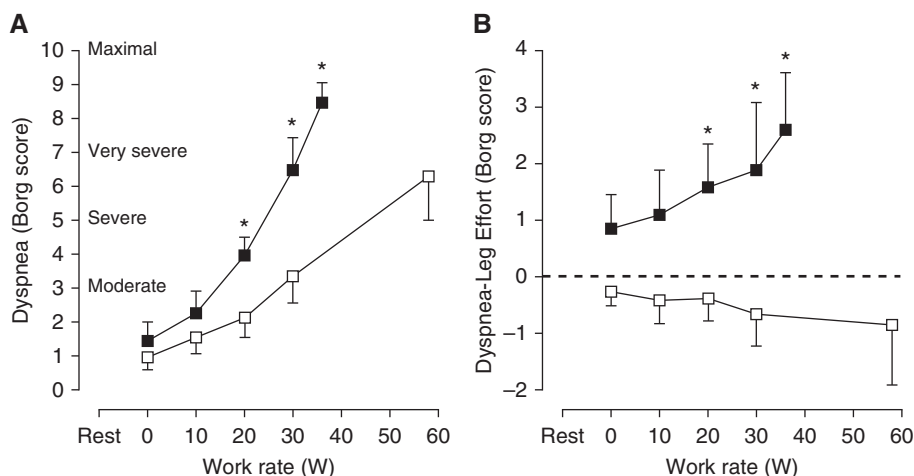 A
Dyspnea (Borg score)
10
9
8
7
6
5
4
3
2
1
0
Maximal
Very severe
Severe
Moderate
*
*
*
Rest 0 10 20 30 40 50 60
Work rate (W)
B
Dyspnea-Leg Effort (Borg score)
4
3
2
1
0
–1
–2
*
*
*
Rest 0 10 20 30 40 50 60
Work rate (W)